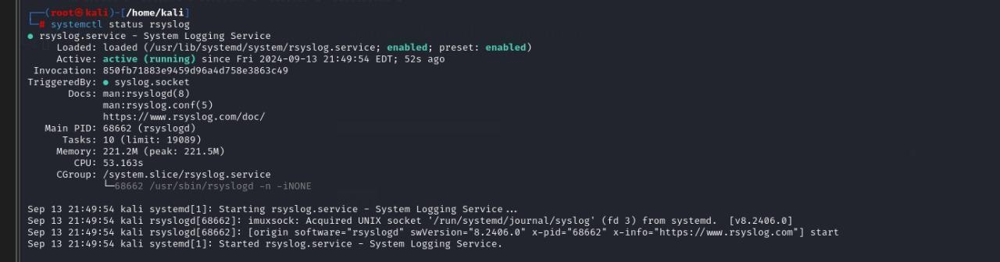 ┌──(root㉿kali)-[/home/kali]
└─# systemctl status rsyslog
● rsyslog.service - System Logging Service
Loaded: loaded (/usr/lib/systemd/system/rsyslog.service; enabled; preset: enabled)
Active: active (running) since Fri 2024-09-13 21:49:54 EDT; 52s ago
Invocation: 850fb71883e9459d96a4d758e3863c49
TriggeredBy: ● syslog.socket
Docs: man:rsyslogd(8)
man:rsyslog.conf(5)
https://www.rsyslog.com/doc/
Main PID: 68662 (rsyslogd)
Tasks: 10 (limit: 19089)
Memory: 221.2M (peak: 221.5M)
CPU: 53.163s
CGroup: /system.slice/rsyslog.service
└─68662 /usr/sbin/rsyslogd -n -iNONE
Sep 13 21:49:54 kali systemd[1]: Starting rsyslog.service - System Logging Service...
Sep 13 21:49:54 kali rsyslogd[68662]: imuxsock: Acquired UNIX socket '/run/systemd/journal/syslog' (fd 3) from systemd.  [v8.2406.0]
Sep 13 21:49:54 kali rsyslogd[68662]: [origin software="rsyslogd" swVersion="8.2406.0" x-pid="68662" x-info="https://www.rsyslog.com"] start
Sep 13 21:49:54 kali systemd[1]: Started rsyslog.service - System Logging Service.